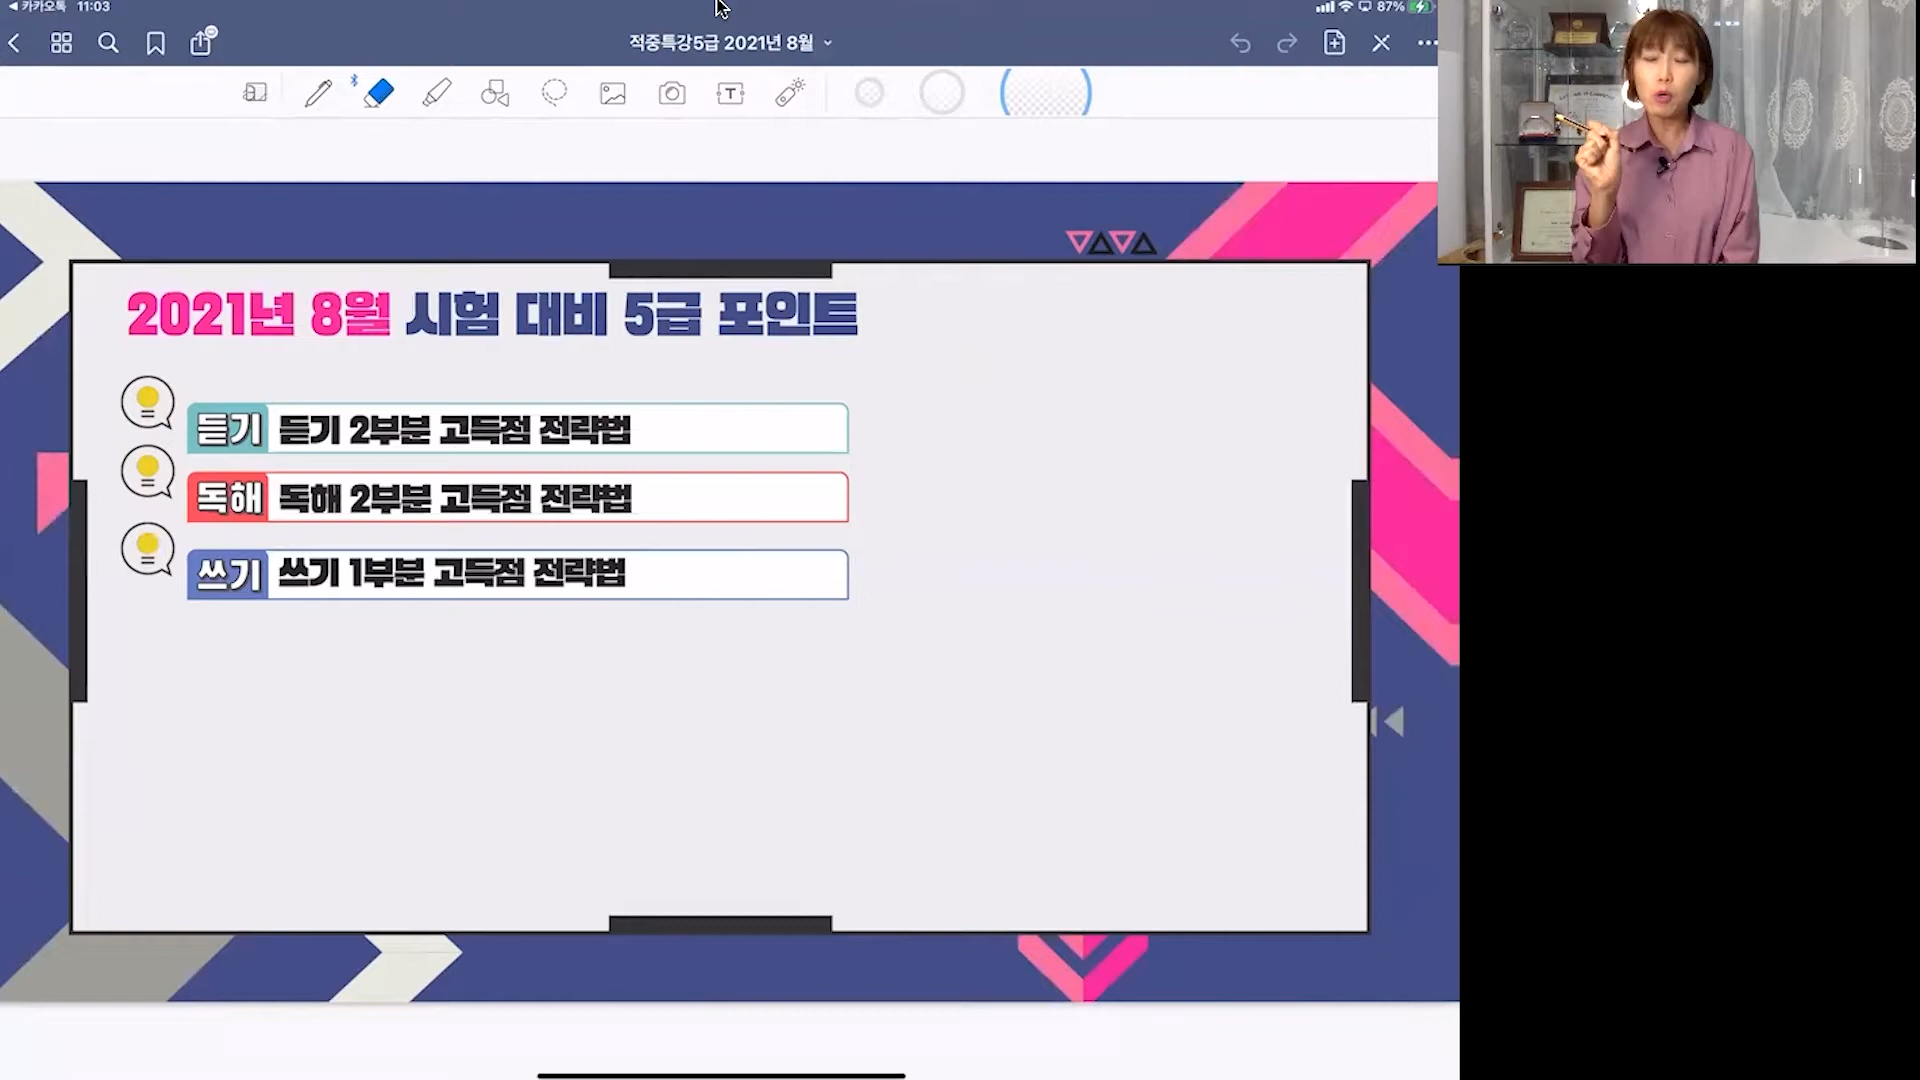 ◀ 카카오톡 11:03
87%
적중특강5급 2021년 8월
T
2021년 8월 시험 대비 5급 포인트
듣기 듣기 2부분 고득점 전략법
독해 독해 2부분 고득점 전략법
쓰기 쓰기 1부분 고득점 전략법